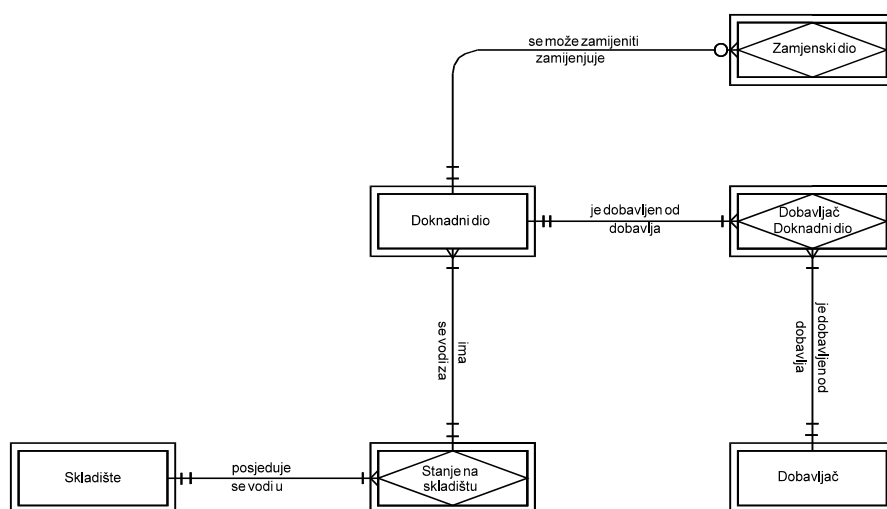 se može zamijeniti
zamijenjuje
Zamjenski dio
Doknadni dio
je dobavljen od
dobavlja
Dobavljač
Doknadni dio
ima
se vodi za
je dobavljen od
dobavlja
Skladište
posjeduje
se vodi u
Stanje na
skladištu
Dobavljač